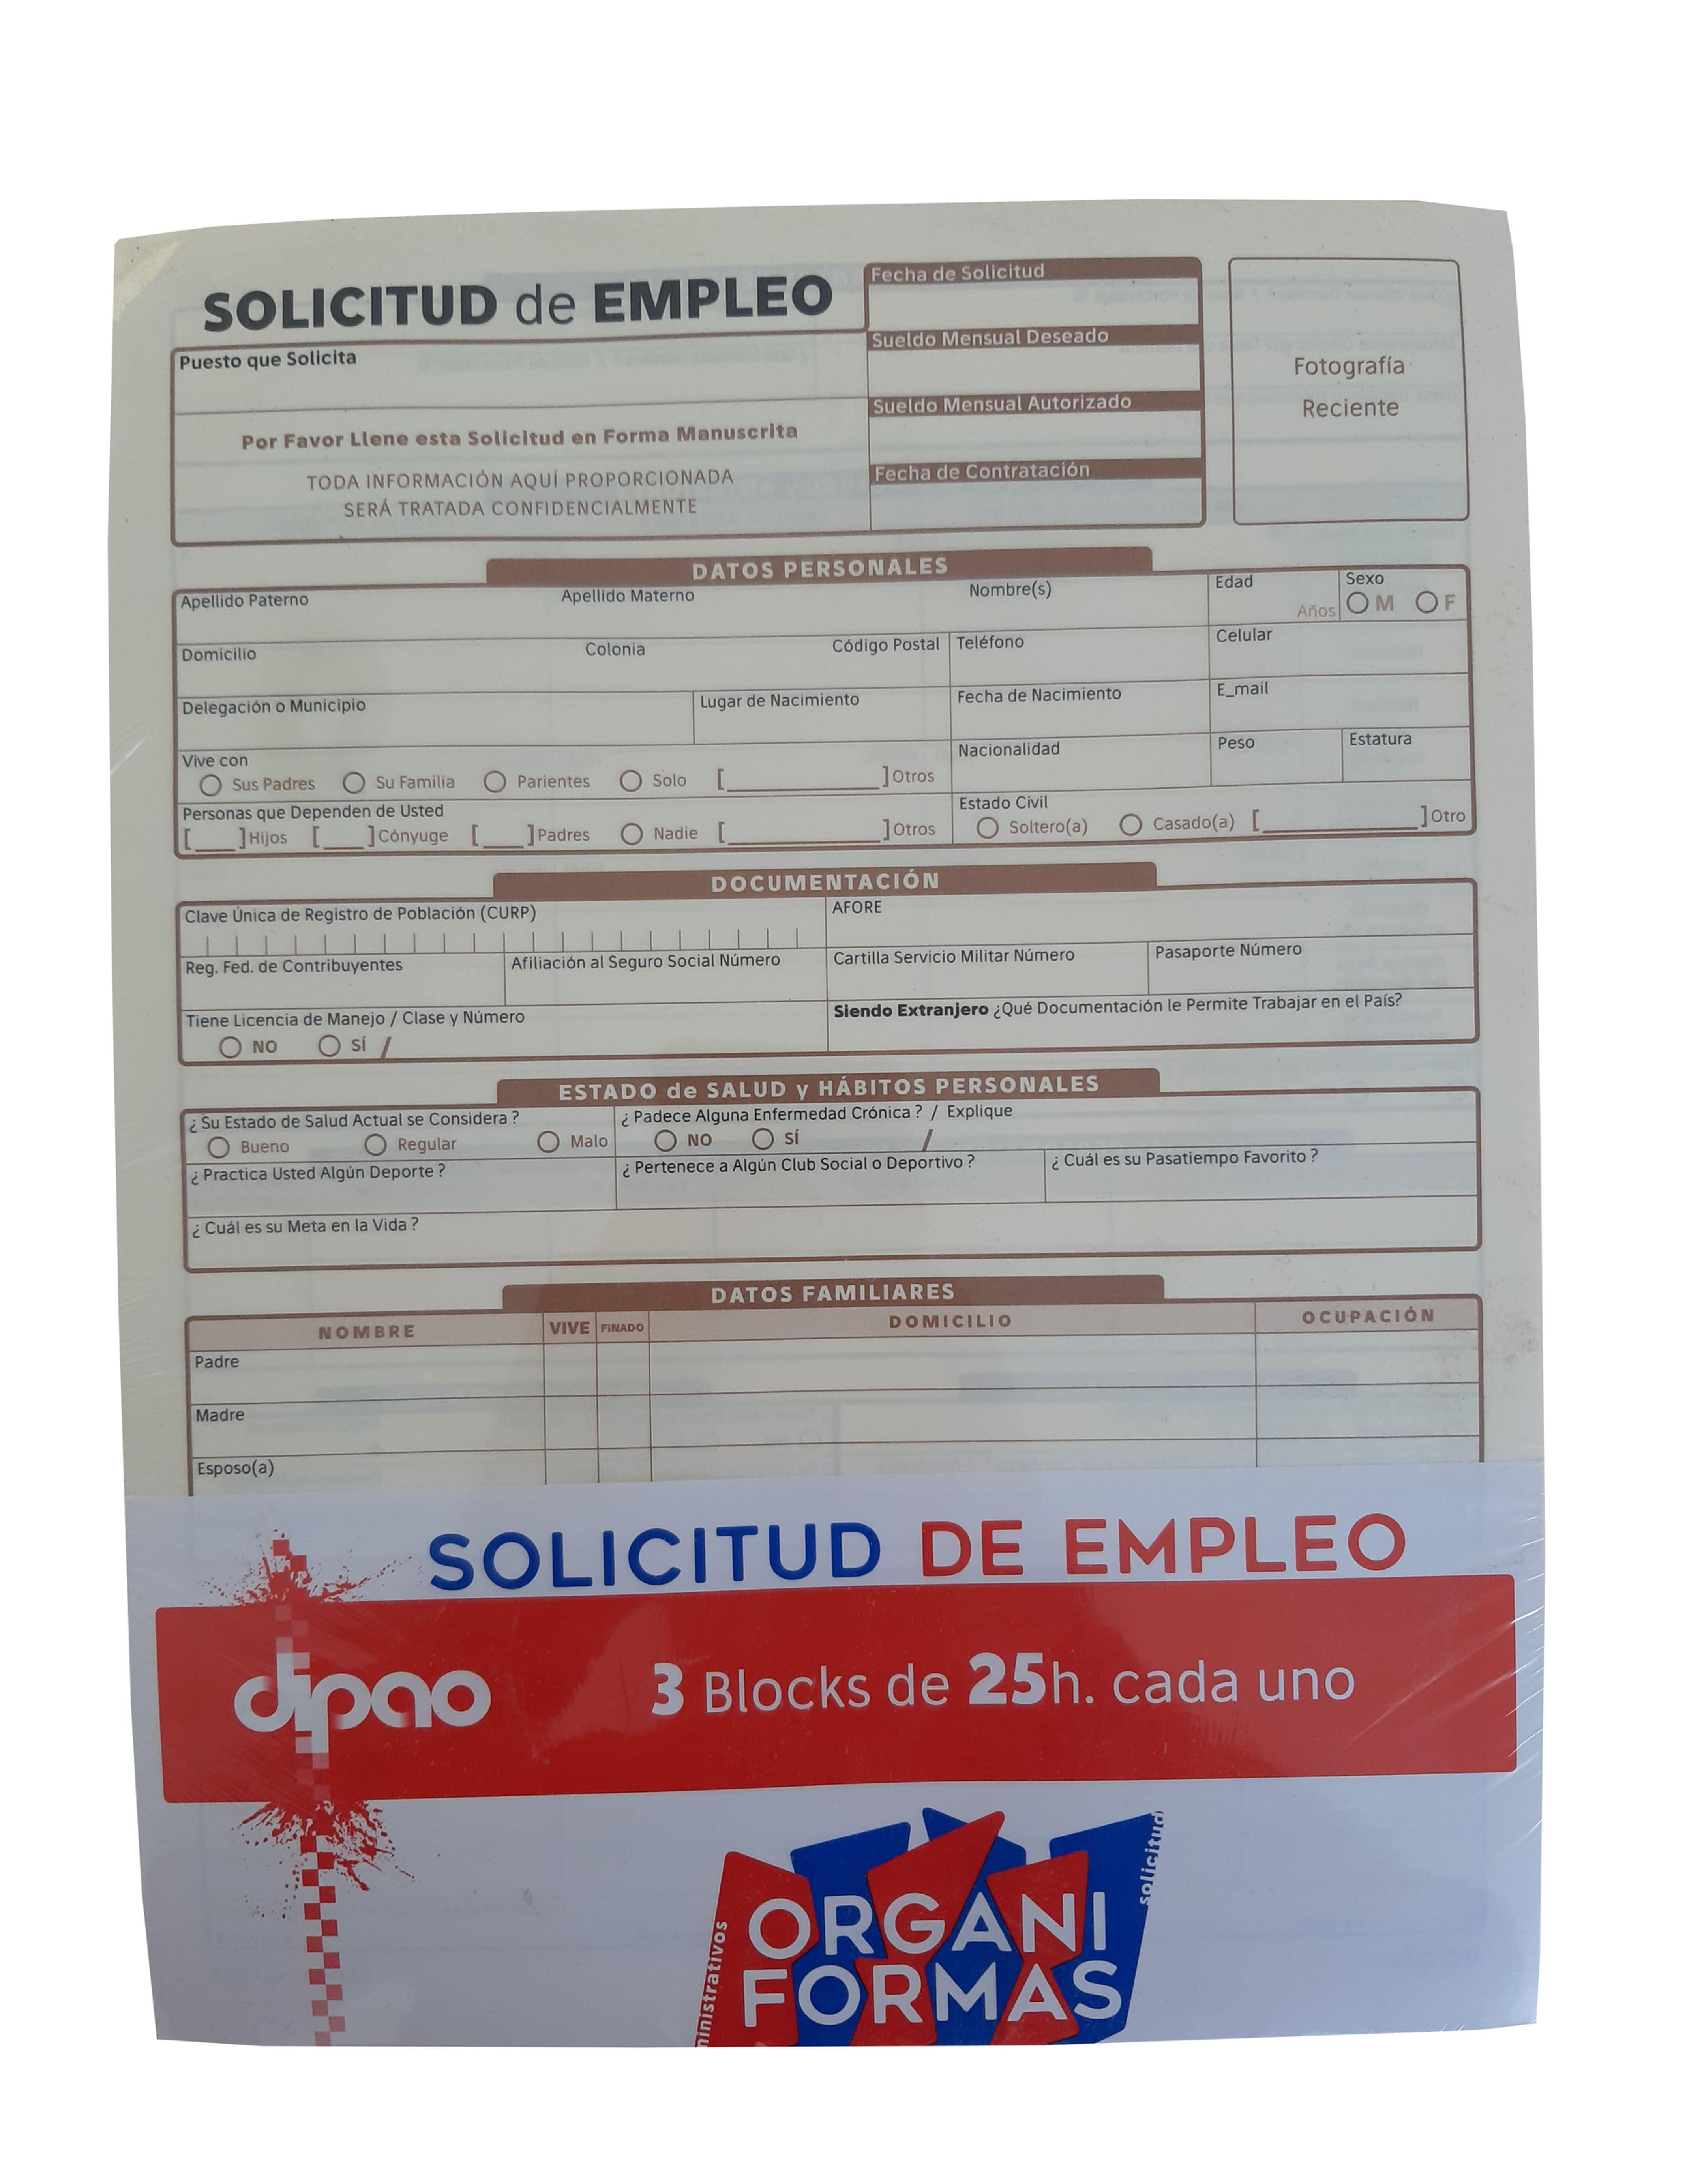 SOLICITUD de EMPLEO
Fecha de Solicitud
Puesto que Solicita
Sueldo Mensual Deseado
Fotografía
Reciente
Sueldo Mensual Autorizado
Por Favor Llene esta Solicitud en Forma Manuscrita
TODA INFORMACIÓN AQUÍ PROPORCIONADA
SERÁ TRATADA CONFIDENCIALMENTE
Fecha de Contratación
DATOS PERSONALES
Apellido Paterno Apellido Materno Nombre(s) Edad Años Sexo M F
Domicilio Colonia Código Postal Teléfono Celular
Delegación o Municipio Lugar de Nacimiento Fecha de Nacimiento E_mail
Vive con Nacionalidad Peso Estatura
Sus Padres Su Familia Parientes Solo [ ] Otros
Personas que Dependen de Usted Estado Civil
[ ] Hijos [ ] Cónyuge [ ] Padres Nadie [ ] Otros Soltero(a) Casado(a) [ ] Otro
DOCUMENTACIÓN
Clave Única de Registro de Población (CURP) AFORE
Reg. Fed. de Contribuyentes Afiliación al Seguro Social Número Cartilla Servicio Militar Número Pasaporte Número
Tiene Licencia de Manejo / Clase y Número Siendo Extranjero ¿Qué Documentación le Permite Trabajar en el País?
NO SÍ /
ESTADO de SALUD y HÁBITOS PERSONALES
¿Su Estado de Salud Actual se Considera? ¿Padece Alguna Enfermedad Crónica? / Explique
Bueno Regular Malo NO SÍ /
¿Practica Usted Algún Deporte? ¿Pertenece a Algún Club Social o Deportivo? ¿Cuál es su Pasatiempo Favorito?
¿Cuál es su Meta en la Vida?
DATOS FAMILIARES
NOMBRE VIVE FiNADO DOMICILIO OCUPACIÓN
Padre
Madre
Esposo(a)
SOLICITUD DE EMPLEO
dipao 3 Blocks de 25h. cada uno
solicitud
ORGANI
FORMAS